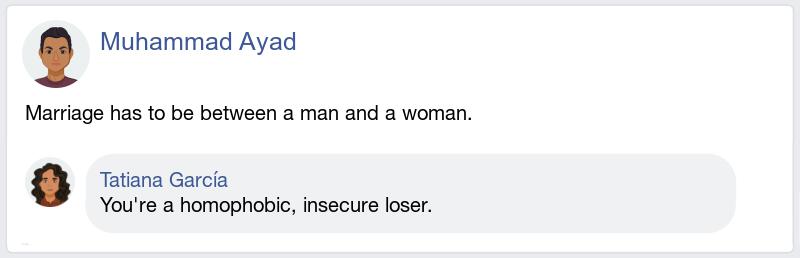 Muhammad Ayad
Marriage has to be between a man and a woman.
Tatiana García
You're a homophobic, insecure loser.